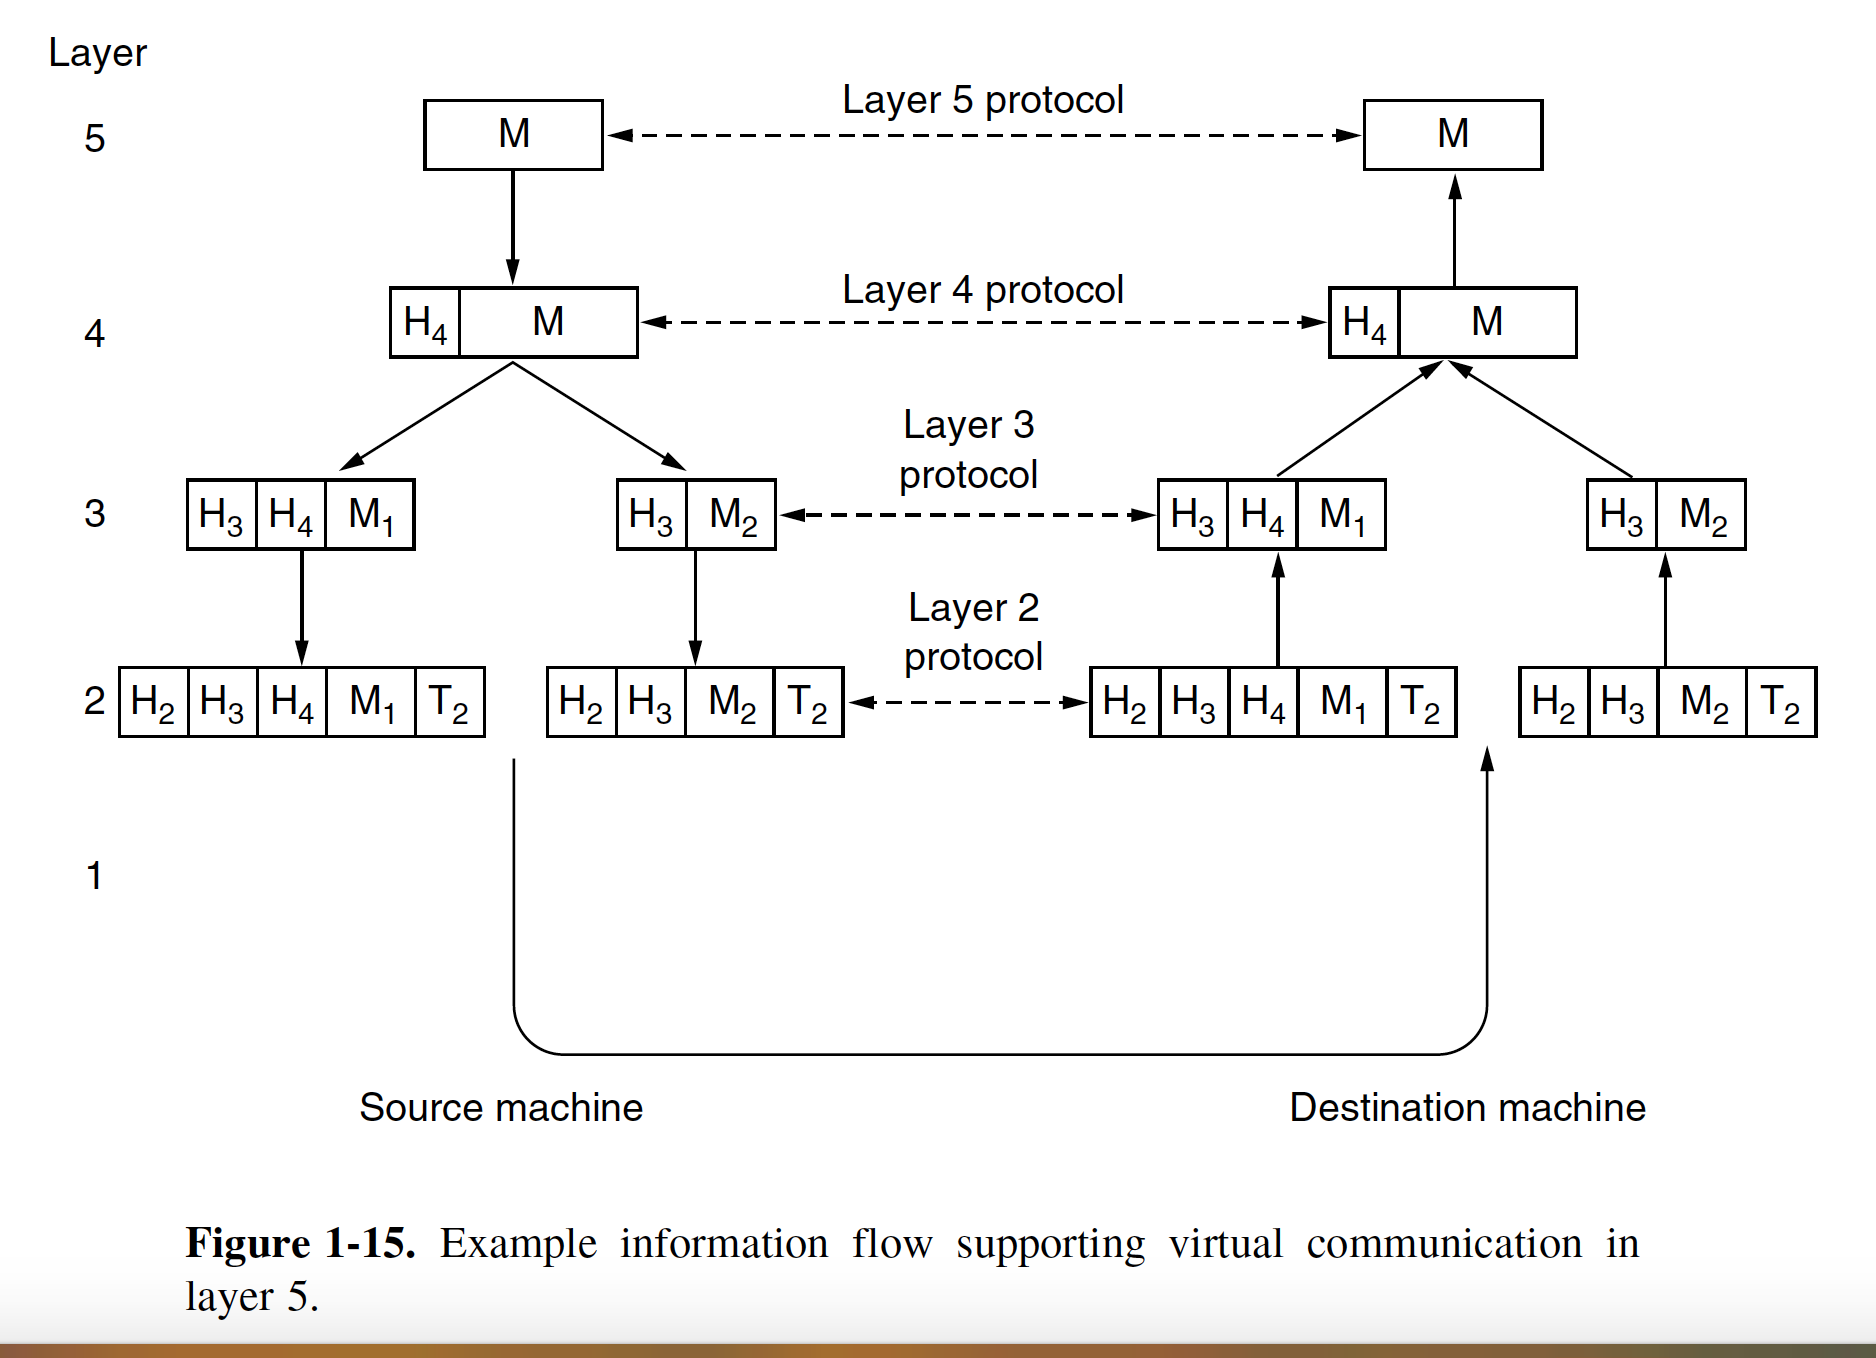 Layer
5 M Layer 5 protocol M
4 H4 M Layer 4 protocol H4 M
Layer 3
protocol
3 H3 H4 M1 H3 M2 H3 H4 M1 H3 M2
Layer 2
protocol
2 H2 H3 H4 M1 T2 H2 H3 M2 T2 H2 H3 H4 M1 T2 H2 H3 M2 T2
1
Source machine Destination machine
Figure 1-15. Example information flow supporting virtual communication in
layer 5.